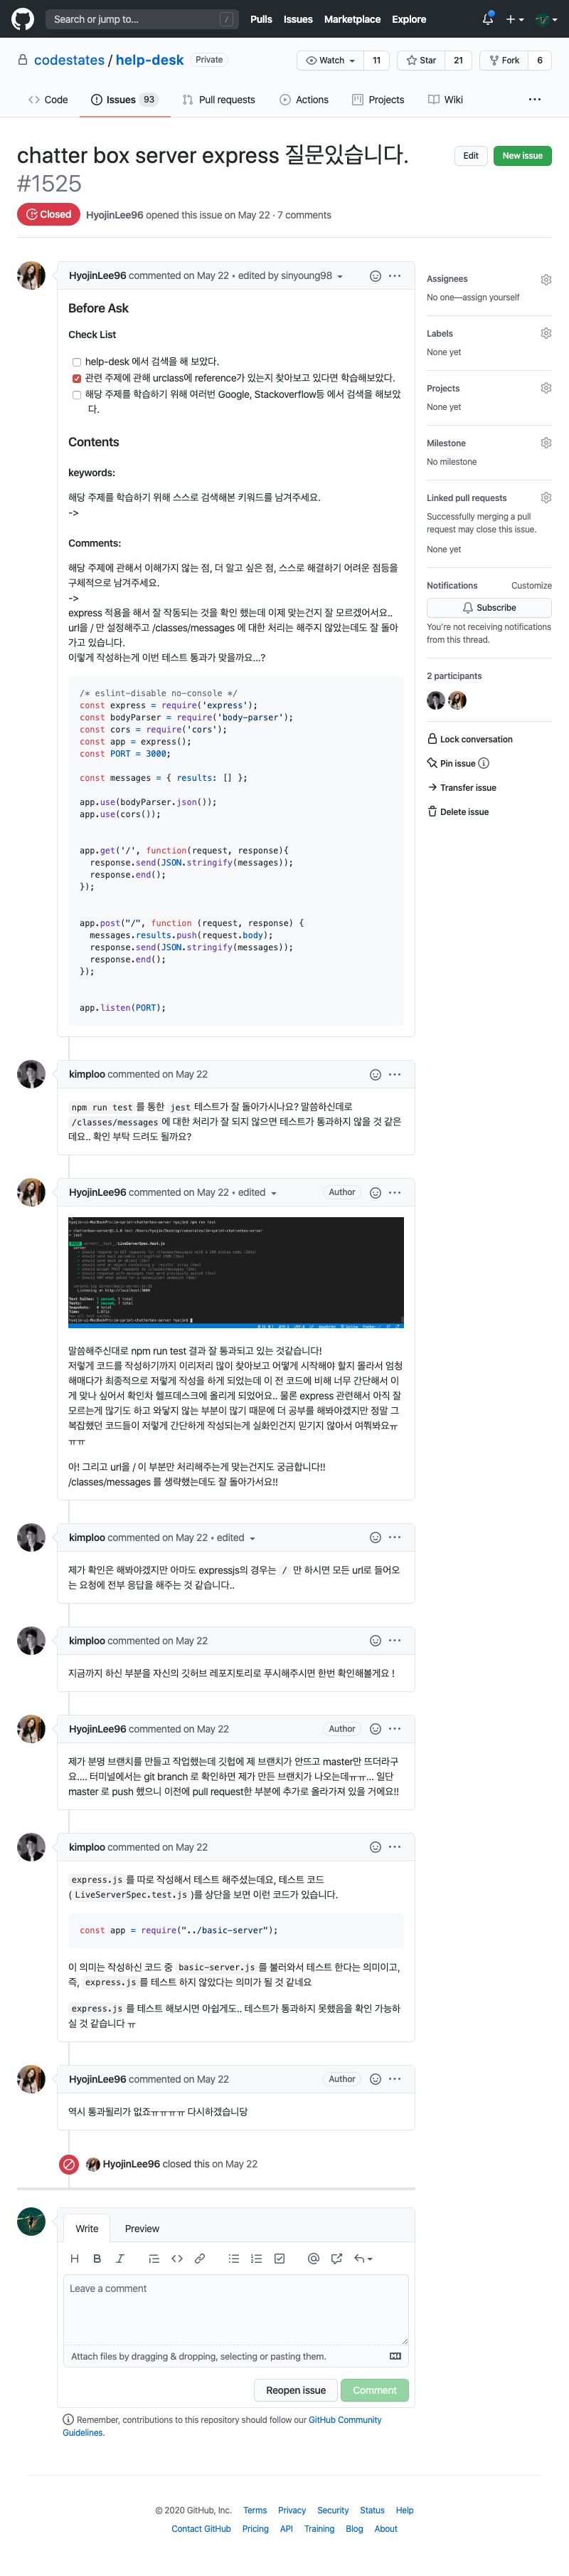 Search or jump to...
/
Pulls Issues Marketplace Explore
codestates / help-desk Private
Watch 11 Star 21 Fork 6
Code Issues 93 Pull requests Actions Projects Wiki ...
chatter box server express 질문있습니다.
#1525
Edit New issue
Closed HyojinLee96 opened this issue on May 22 · 7 comments
HyojinLee96 commented on May 22 • edited by sinyoung98
Before Ask
Check List
help-desk 에서 검색을 해 보았다.
관련 주제에 관해 urclass에 reference가 있는지 찾아보고 있다면 학습해보았다.
해당 주제를 학습하기 위해 여러번 Google, Stackoverflow등 에서 검색을 해보았
다.
Contents
keywords:
해당 주제를 학습하기 위해 스스로 검색해본 키워드를 남겨주세요.
->
Comments:
해당 주제에 관해서 이해가지 않는 점, 더 알고 싶은 점, 스스로 해결하기 어려운 점등을
구체적으로 남겨주세요.
->
express 적용을 해서 잘 작동되는 것을 확인 했는데 이제 맞는건지 잘 모르겠어서요..
url을 / 만 설정해주고 /classes/messages 에 대한 처리는 해주지 않았는데도 잘 돌아
가고 있습니다.
이렇게 작성하는게 이번 테스트 통과가 맞을까요...?
/* eslint-disable no-console */
const express = require('express');
const bodyParser = require('body-parser');
const cors = require('cors');
const app = express();
const PORT = 3000;
const messages = { results: [] };
app.use(bodyParser.json());
app.use(cors());
app.get('/', function(request, response){
response.send(JSON.stringify(messages));
response.end();
});
app.post("/", function (request, response) {
messages.results.push(request.body);
response.send(JSON.stringify(messages));
response.end();
});
app.listen(PORT);
Assignees
No one—assign yourself
Labels
None yet
Projects
None yet
Milestone
No milestone
Linked pull requests
Successfully merging a pull
request may close this issue.
None yet
Notifications Customize
Subscribe
You're not receiving notifications
from this thread.
2 participants
Lock conversation
Pin issue
Transfer issue
Delete issue
kimploo commented on May 22
npm run test 를 통한 jest 테스트가 잘 돌아가시나요? 말씀하신데로
/classes/messages 에 대한 처리가 잘 되지 않으면 테스트가 통과하지 않을 것 같은
데요.. 확인 부탁 드려도 될까요?
HyojinLee96 commented on May 22 • edited Author
말씀해주신대로 npm run test 결과 잘 통과되고 있는 것같습니다!
저렇게 코드를 작성하기까지 이리저리 많이 찾아보고 어떻게 시작해야 할지 몰라서 엄청
해매다가 최종적으로 저렇게 작성을 하게 되었는데 이 전 코드에 비해 너무 간단해서 이
게 맞나 싶어서 확인차 헬프데스크에 올리게 되었어요.. 물론 express 관련해서 아직 잘
모르는게 많기도 하고 와닿지 않는 부분이 많기 때문에 더 공부를 해봐야겠지만 정말 그
복잡했던 코드들이 저렇게 간단하게 작성되는게 실화인건지 믿기지 않아서 여쭤봐요ㅠ
ㅠㅠ
아! 그리고 url을 / 이 부분만 처리해주는게 맞는건지도 궁금합니다!!
/classes/messages 를 생략했는데도 잘 돌아가서요!!
kimploo commented on May 22 • edited
제가 확인은 해봐야겠지만 아마도 expressjs의 경우는 / 만 하시면 모든 url로 들어오
는 요청에 전부 응답을 해주는 것 같습니다..
kimploo commented on May 22
지금까지 하신 부분을 자신의 깃허브 레포지토리로 푸시해주시면 한번 확인해볼게요 !
HyojinLee96 commented on May 22 Author
제가 분명 브랜치를 만들고 작업했는데 깃헙에 제 브랜치가 안뜨고 master만 뜨더라구
요.... 터미널에서는 git branch 로 확인하면 제가 만든 브랜치가 나오는데ㅠㅠ... 일단
master 로 push 했으니 이전에 pull request한 부분에 추가로 올라가져 있을 거에요!!
kimploo commented on May 22
express.js 를 따로 작성해서 테스트 해주셨는데요, 테스트 코드
( LiveServerSpec.test.js )를 상단을 보면 이런 코드가 있습니다.
const app = require("../basic-server");
이 의미는 작성하신 코드 중 basic-server.js 를 불러와서 테스트 한다는 의미이고,
즉, express.js 를 테스트 하지 않았다는 의미가 될 것 같네요
express.js 를 테스트 해보시면 아쉽게도.. 테스트가 통과하지 못했음을 확인 가능하
실 것 같습니다 ㅠ
HyojinLee96 commented on May 22 Author
역시 통과될리가 없죠ㅠㅠㅠㅠ 다시하겠습니당
HyojinLee96 closed this on May 22
Write Preview
Leave a comment
Attach files by dragging & dropping, selecting or pasting them.
Reopen issue Comment
Remember, contributions to this repository should follow our GitHub Community
Guidelines.
© 2020 GitHub, Inc. Terms Privacy Security Status Help
Contact GitHub Pricing API Training Blog About